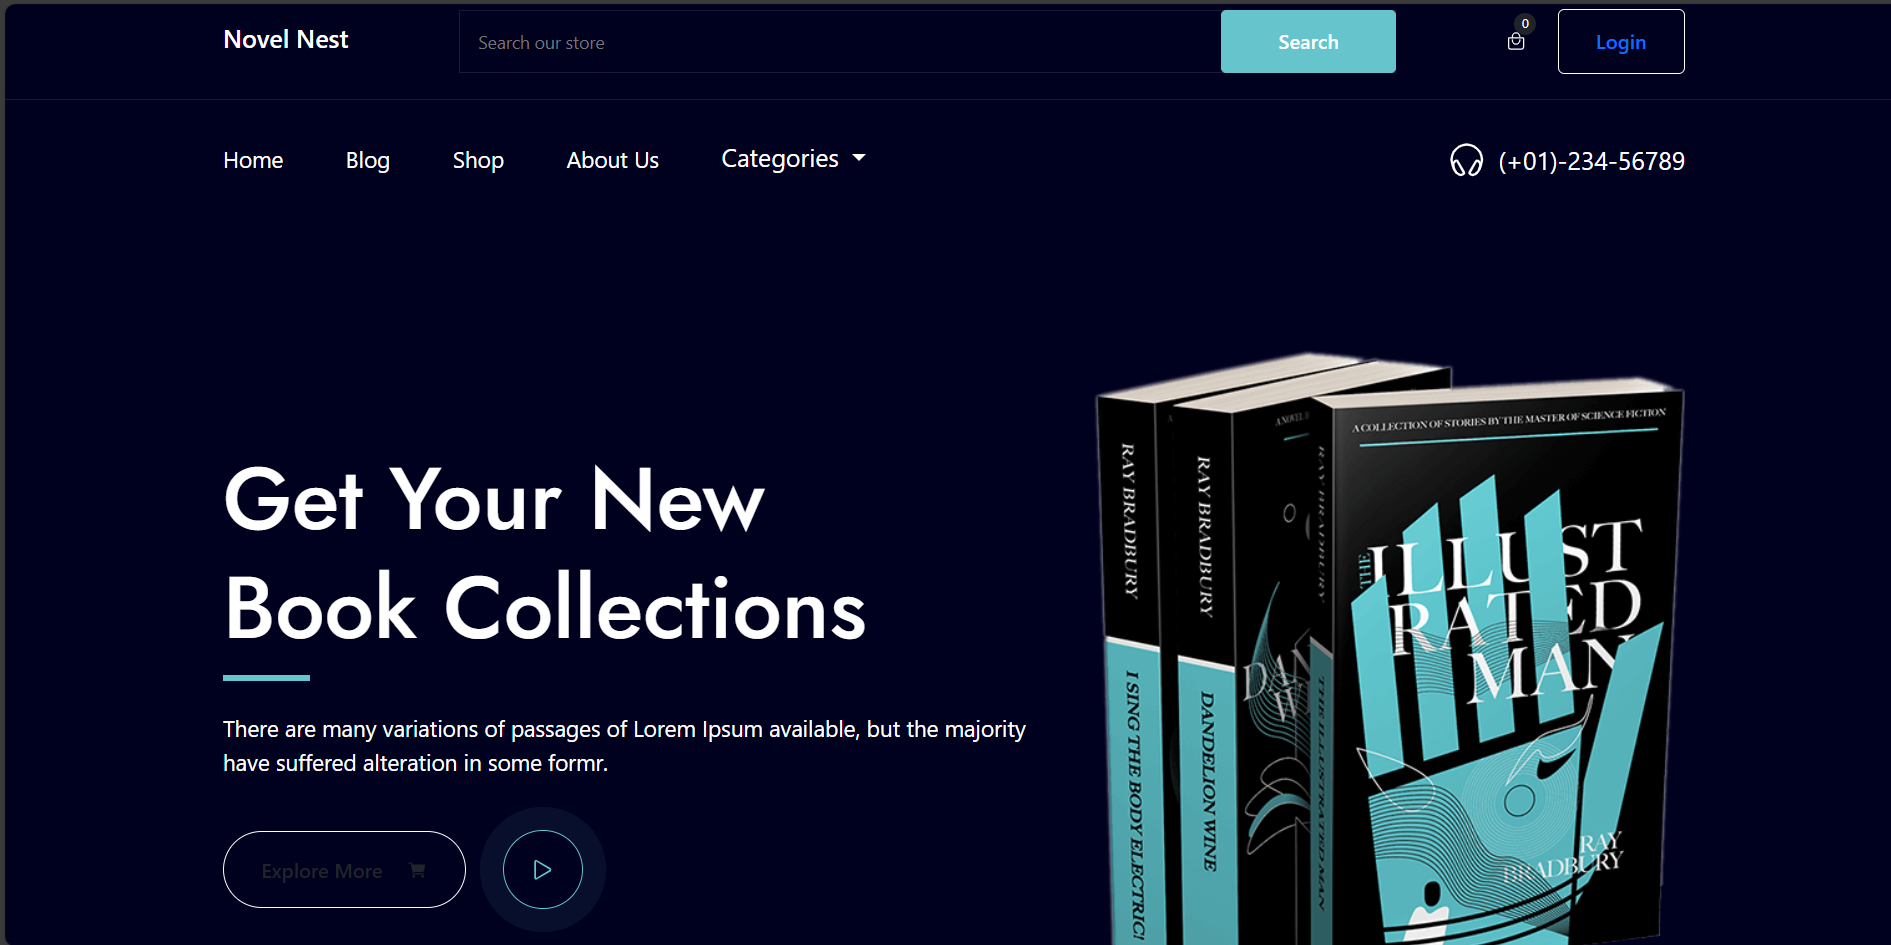 Novel Nest
Search our store
Search
0
Login
Home
Blog
Shop
About Us
Categories
(+01)-234-56789
Get Your New
Book Collections
There are many variations of passages of Lorem Ipsum available, but the majority
have suffered alteration in some formr.
Explore More
RAY BRADBURY
I SING THE BODY ELECTRIC!
RAY BRADBURY
DANDELION WINE
A NOVEL
DAN
W
RAY BRADBURY
THE ILLUSTRATED MAN
A COLLECTION OF STORIES BY THE MASTER OF SCIENCE FICTION
THE
ILLUST
RATED
MAN
RAY
BRADBURY